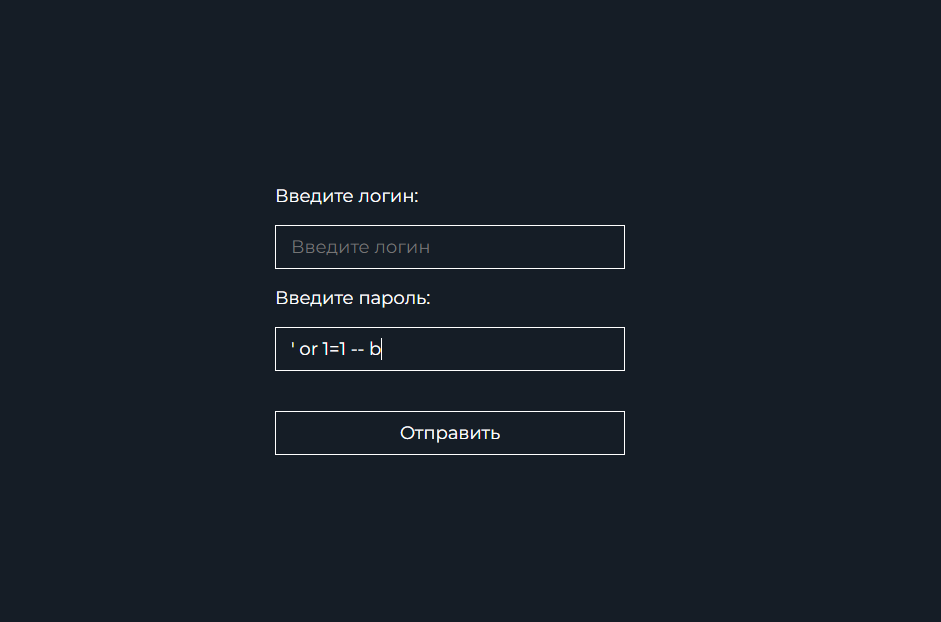 Введите логин:
Введите логин
Введите пароль:
' or 1=1 -- b
Отправить